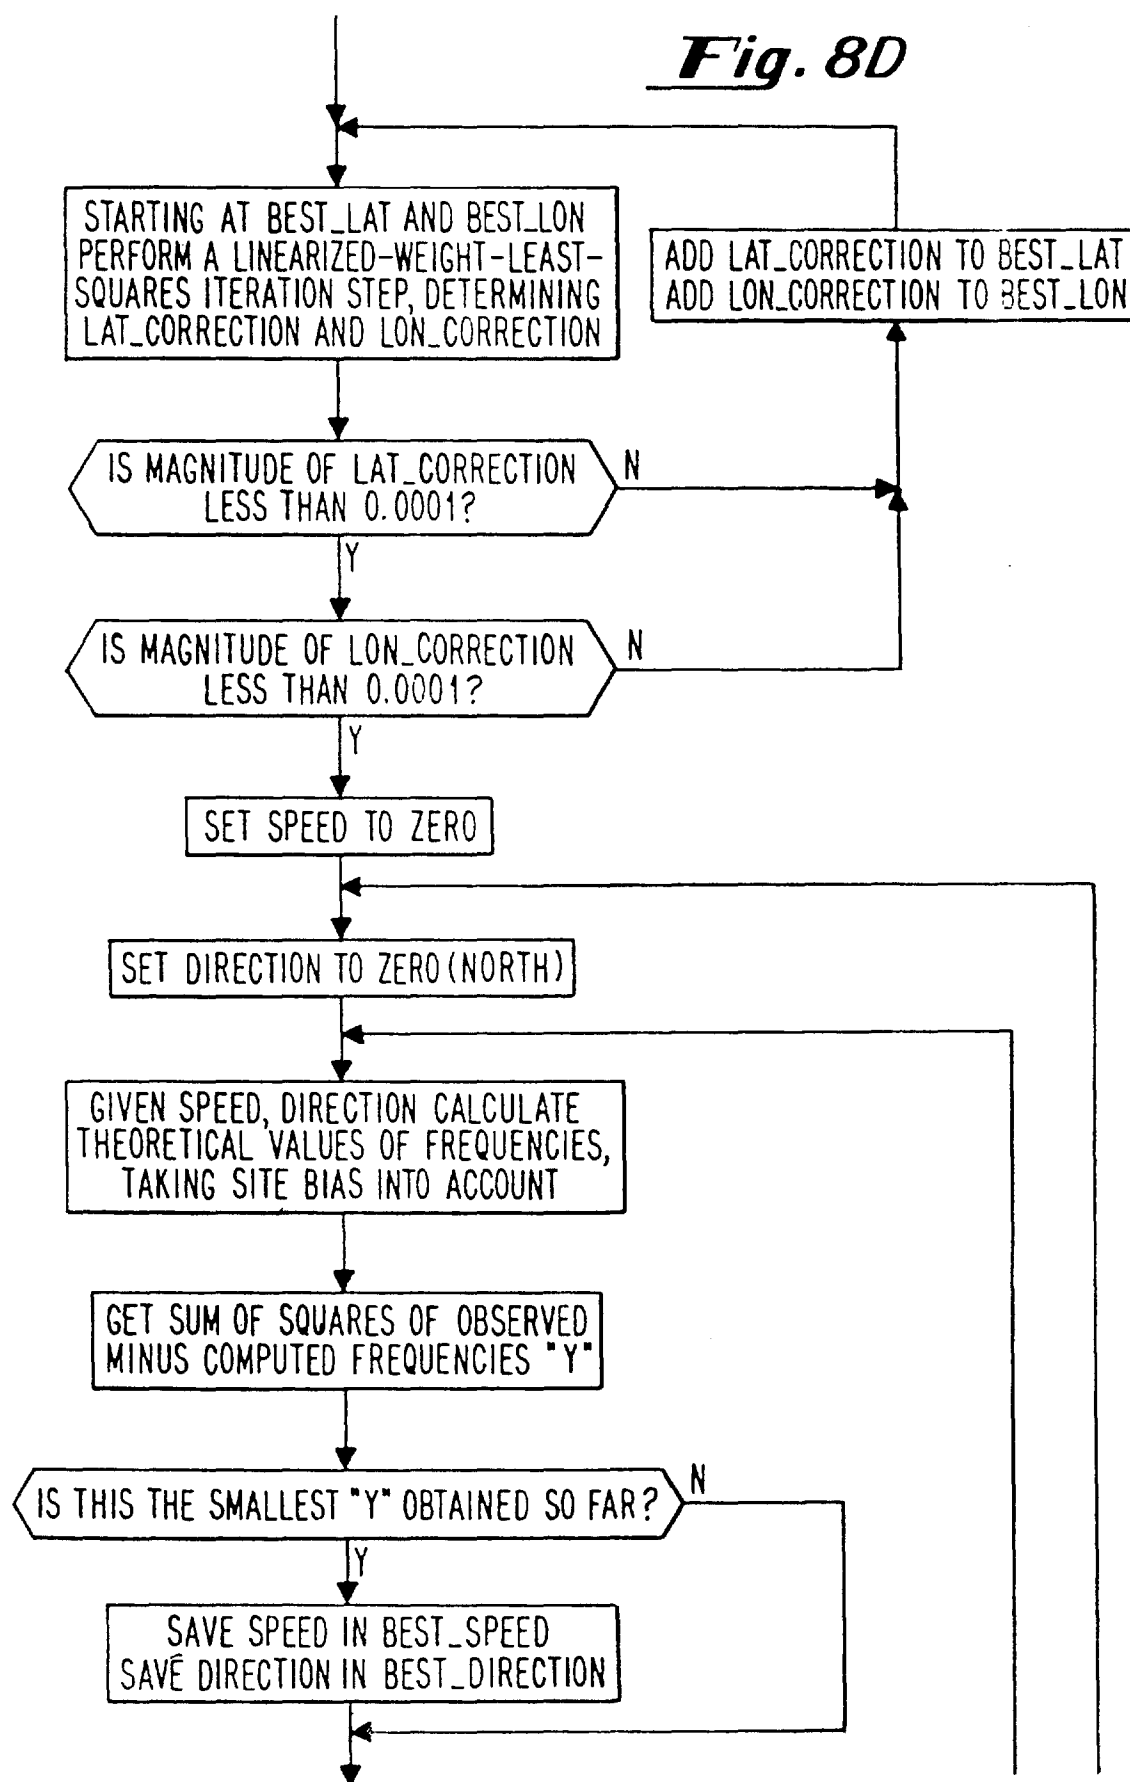 Fig. 8D
STARTING AT BEST_LAT AND BEST_LON
PERFORM A LINEARIZED-WEIGHT-LEAST-
SQUARES ITERATION STEP, DETERMINING
LAT_CORRECTION AND LON_CORRECTION
ADD LAT_CORRECTION TO BEST_LAT
ADD LON_CORRECTION TO BEST_LON
IS MAGNITUDE OF LAT_CORRECTION
LESS THAN 0.0001?
N
Y
IS MAGNITUDE OF LON_CORRECTION
LESS THAN 0.0001?
N
Y
SET SPEED TO ZERO
SET DIRECTION TO ZERO (NORTH)
GIVEN SPEED, DIRECTION CALCULATE
THEORETICAL VALUES OF FREQUENCIES,
TAKING SITE BIAS INTO ACCOUNT
GET SUM OF SQUARES OF OBSERVED
MINUS COMPUTED FREQUENCIES "Y"
IS THIS THE SMALLEST "Y" OBTAINED SO FAR?
N
Y
SAVE SPEED IN BEST_SPEED
SAVE DIRECTION IN BEST_DIRECTION